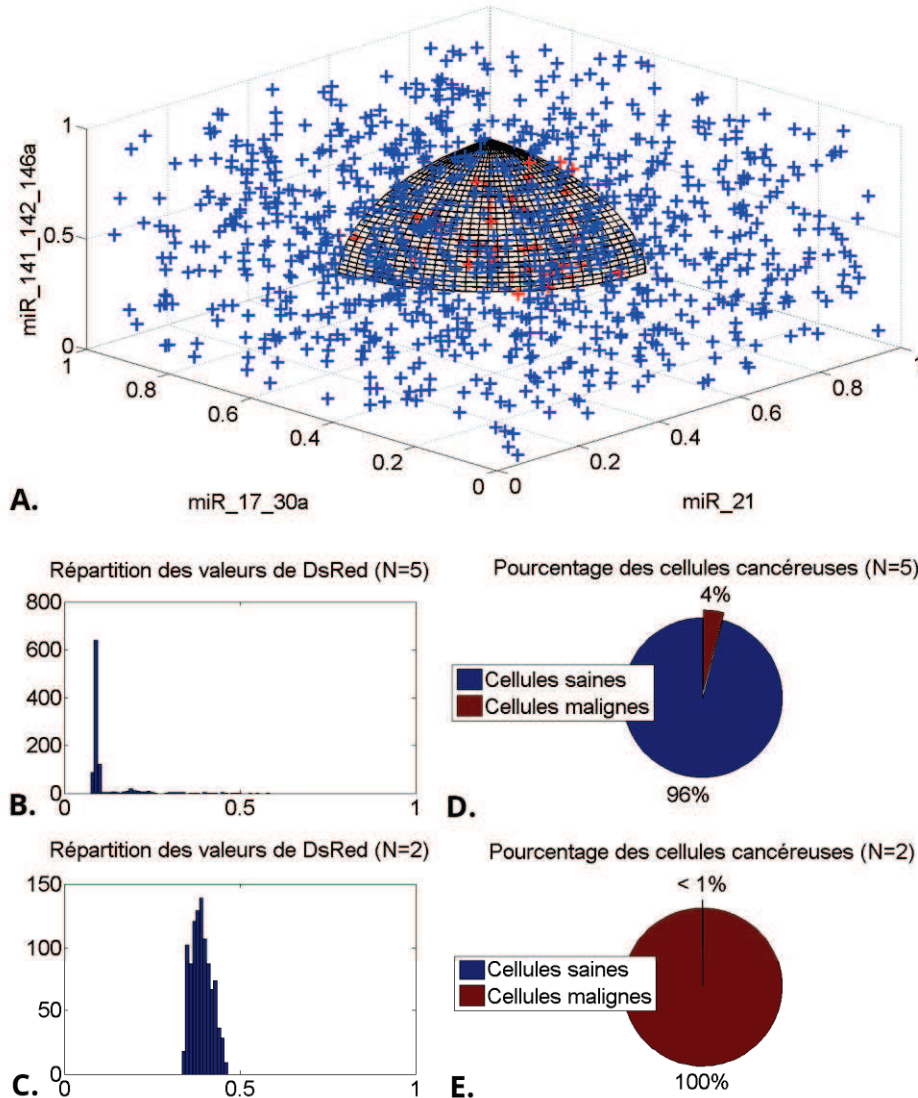 1
0.5
0
miR_141_142_146a
1
0.8
0.6
0.4
0.2
0
miR_17_30a
0
0.2
0.4
0.6
0.8
1
miR_21
A.
Répartition des valeurs de DsRed (N=5)
800
600
400
200
0
0
0.5
1
B.
Pourcentage des cellules cancéreuses (N=5)
4%
Cellules saines
Cellules malignes
96%
D.
Répartition des valeurs de DsRed (N=2)
150
100
50
0
0
0.5
1
C.
Pourcentage des cellules cancéreuses (N=2)
< 1%
Cellules saines
Cellules malignes
100%
E.